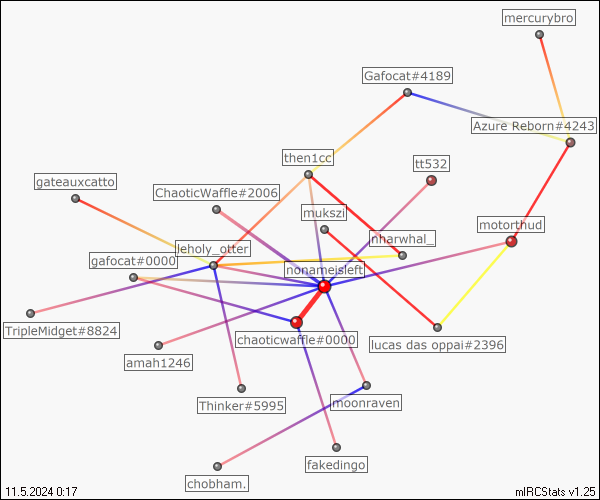 mercurybro
Gafocat#4189
Azure Reborn#4243
then1cc
tt532
gateauxcatto
ChaoticWaffle#2006
mukszi
motorthud
nharwhal_
leholy_otter
gafocat#0000
nonameisleft
TripleMidget#8824
chaoticwaffle#0000
lucas das oppai#2396
amah1246
Thinker#5995
moonraven
fakedingo
chobham.
11.5.2024 0:17
mIRCStats v1.25